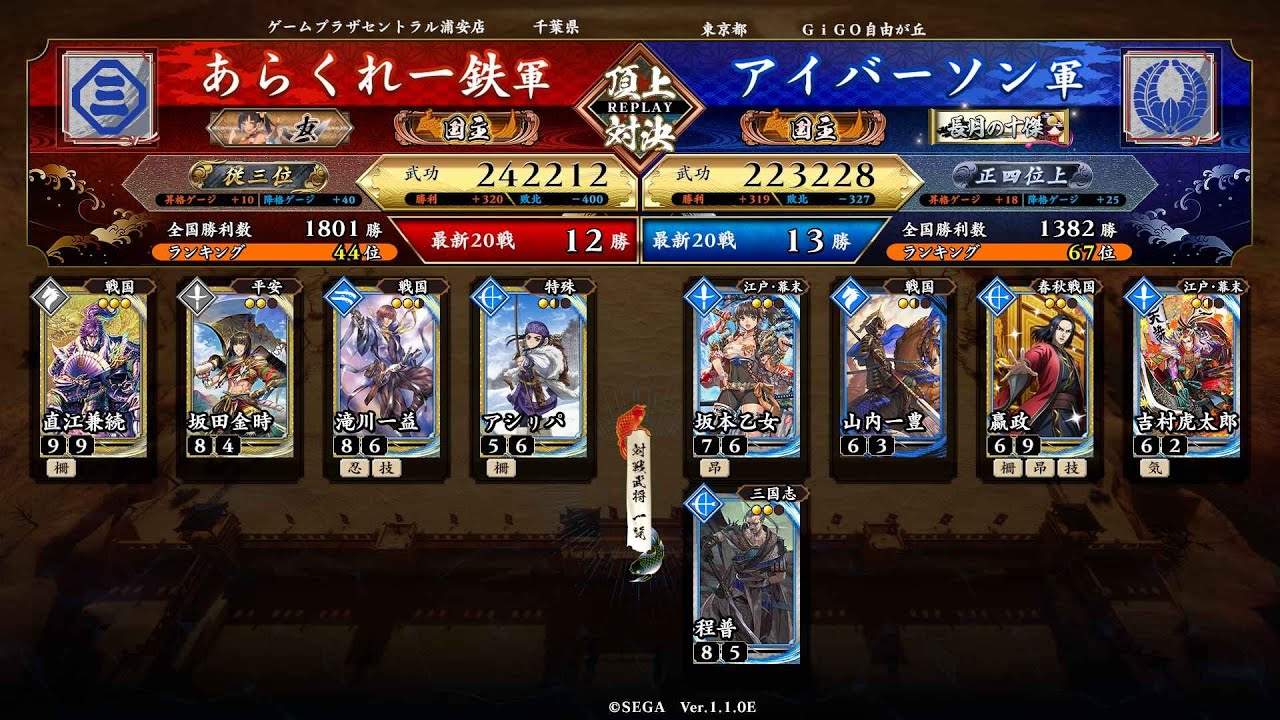 ゲームプラザセントラル浦安店 千葉県
東京都 GiGO自由が丘
あらくれ一鉄軍
頂上
REPLAY
対決
アイバーソン軍
国主
国主
長月の十傑
従三位
昇格ゲージ +10 降格ゲージ +40
武功 242212
勝利 +320 敗北 -400
武功 223228
勝利 +319 敗北 -327
正四位上
昇格ゲージ +18 降格ゲージ +25
全国勝利数 1801勝
ランキング 44位
最新20戦 12勝
最新20戦 13勝
全国勝利数 1382勝
ランキング 67位
戦国
直江兼続
9 9
柵
平安
坂田金時
8 4
戦国
滝川一益
8 6
忍 技
特殊
アシㇼパ
5 6
柵
対戦武将一覧
江戸・幕末
坂本乙女
7 6
昂
戦国
山内一豊
6 3
春秋戦国
嬴政
6 9
柵 昂 技
江戸・幕末
吉村虎太郎
6 2
気
三国志
程普
8 5
©SEGA Ver.1.1.0E